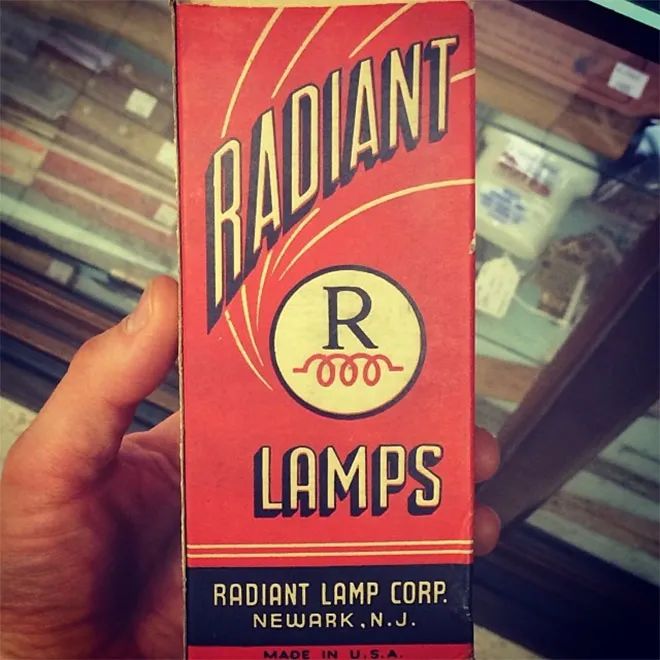 RADIANT
R
LAMPS
RADIANT LAMP CORP.
NEWARK, N.J.
MADE IN U.S.A.